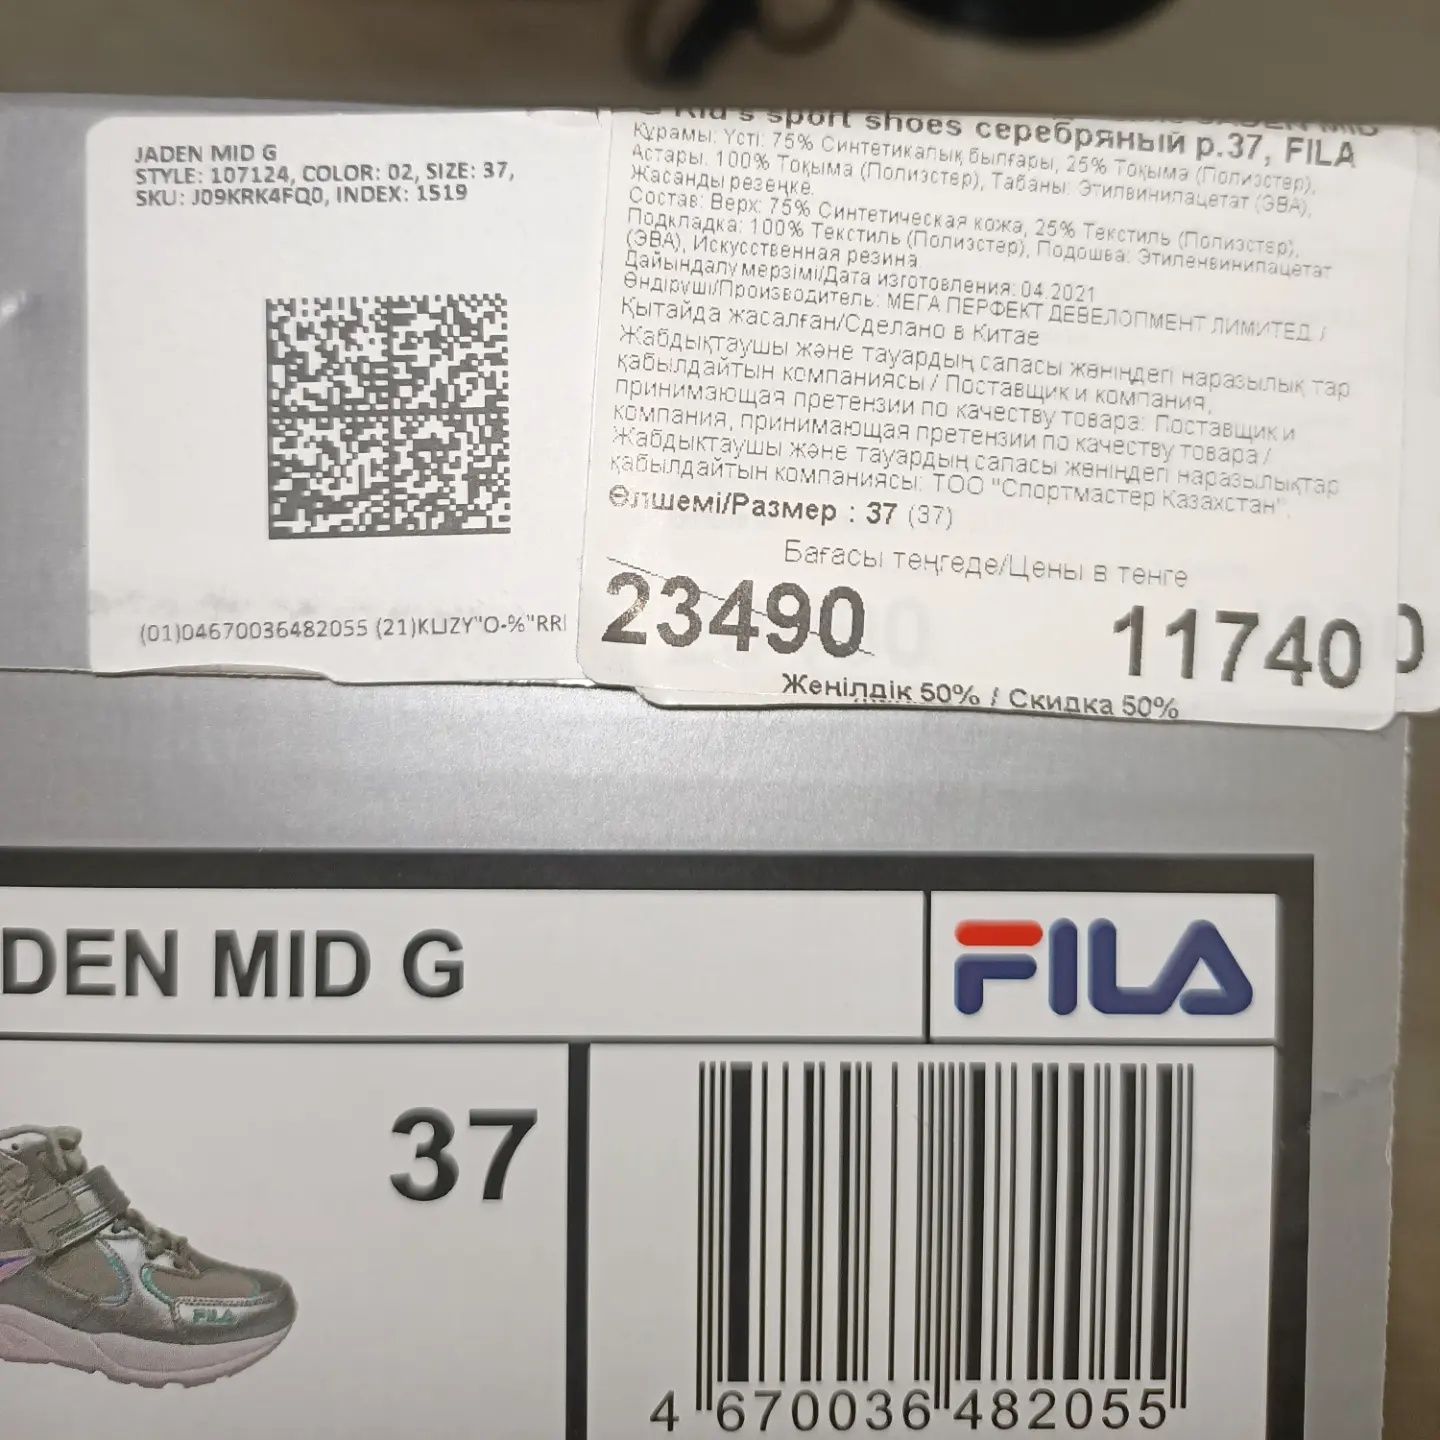 JADEN MID G
STYLE: 107124, COLOR: 02, SIZE: 37,
SKU: J09KRK4FQ0, INDEX: 1519
(01)04670036482055 (21)KLJZY"O-%"RR
Kid's sport shoes серебряный р.37, FILA
Құрамы: Үсті: 75% Синтетикалық былғары, 25% Тоқыма (Полиэстер),
Астары: 100% Тоқыма (Полиэстер), Табаны: Этилвинипацетат (ЭВА),
Жасанды резеңке.
Состав: Верх: 75% Синтетическая кожа, 25% Текстиль (Полиэстер),
Подкладка: 100% Текстиль (Полиэстер), Подошва: Этиленвинипацетат
(ЭВА), Искусственная резина
Дайындалу мерзімі/Дата изготовления: 04.2021
Өндіруші/Производитель: МЕГА ПЕРФЕКТ ДЕВЕЛОПМЕНТ ЛИМИТЕД /
Қытайда жасалған/Сделано в Китае
Жабдықтаушы және тауардың сапасы жөніндегі наразылық тар
қабылдайтын компаниясы / Поставщик и компания,
принимающая претензии по качеству товара: Поставщик и
компания, принимающая претензии по качеству товара /
Жабдықтаушы және тауардың сапасы жөніндегі наразылықтар
қабылдайтын компаниясы: ТОО "Спортмастер Казахстан".
Өлшемі/Размер : 37 (37)
Бағасы теңгеде/Цены в тенге
23490 11740
Жеңілдік 50% / Скидка 50%
DEN MID G
FILA
37
FILA
4 670036 482055